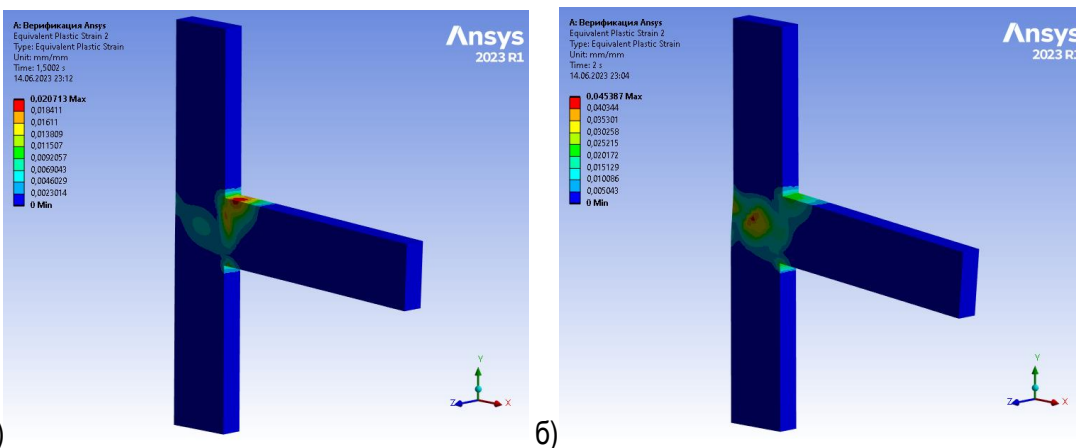 A: Верификация Ansys
Equivalent Plastic Strain 2
Type: Equivalent Plastic Strain
Unit: mm/mm
Time: 1,5002 s
14.06.2023 23:12
0,020713 Max
0,018411
0,01611
0,013809
0,011507
0,0092057
0,0069043
0,0046029
0,0023014
0 Min
Ansys
2023 R1
Y
Z
X
)
A: Верификация Ansys
Equivalent Plastic Strain 2
Type: Equivalent Plastic Strain
Unit: mm/mm
Time: 2 s
14.06.2023 23:04
0,045387 Max
0,040344
0,035301
0,030258
0,025215
0,020172
0,015129
0,010086
0,005043
0 Min
Ansys
2023 R1
Y
Z
X
б)